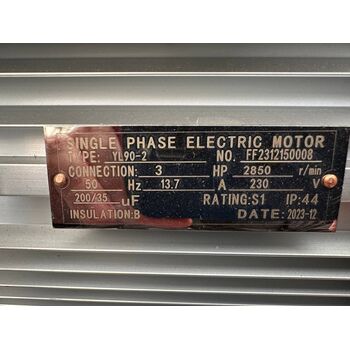 SINGLE PHASE ELECTRIC MOTOR
TYPE: YL90-2 NO. FF2312150008
CONNECTION: 3 HP 2850 r/min
50 Hz 13.7 A 230 V
200/35 uF RATING:S1 IP:44
INSULATION:B DATE:2023-12